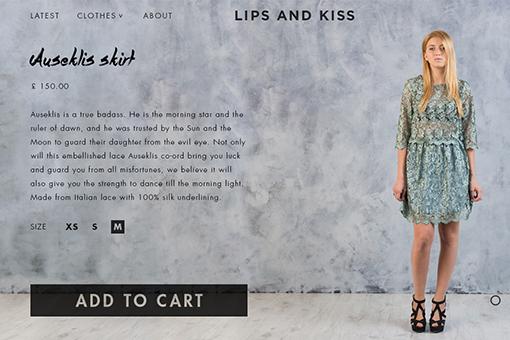 LATEST CLOTHES v ABOUT LIPS AND KISS
Auseklis skirt
£ 150.00
Auseklis is a true badass. He is the morning star and the
ruler of dawn, and he was trusted by the Sun and the
Moon to guard their daughter from the evil eye. Not only
will this embellished lace Auseklis co-ord bring you luck
and guard you from all misfortunes, we believe it will
also give you the strength to dance till the morning light.
Made from Italian lace with 100% silk underlining.
SIZE XS S M
ADD TO CART